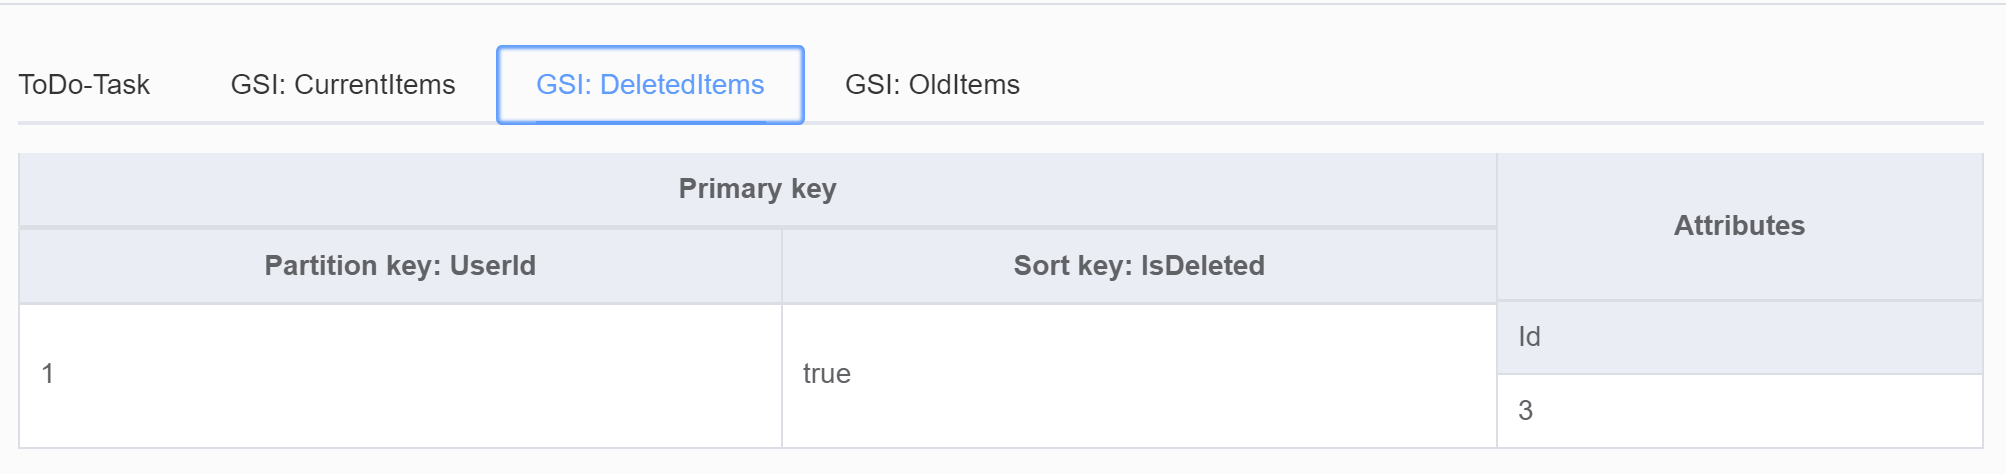 ToDo-Task GSI: CurrentItems GSI: DeletedItems GSI: OldItems
Primary key
Attributes
Partition key: UserId Sort key: IsDeleted
Id
1 true
3